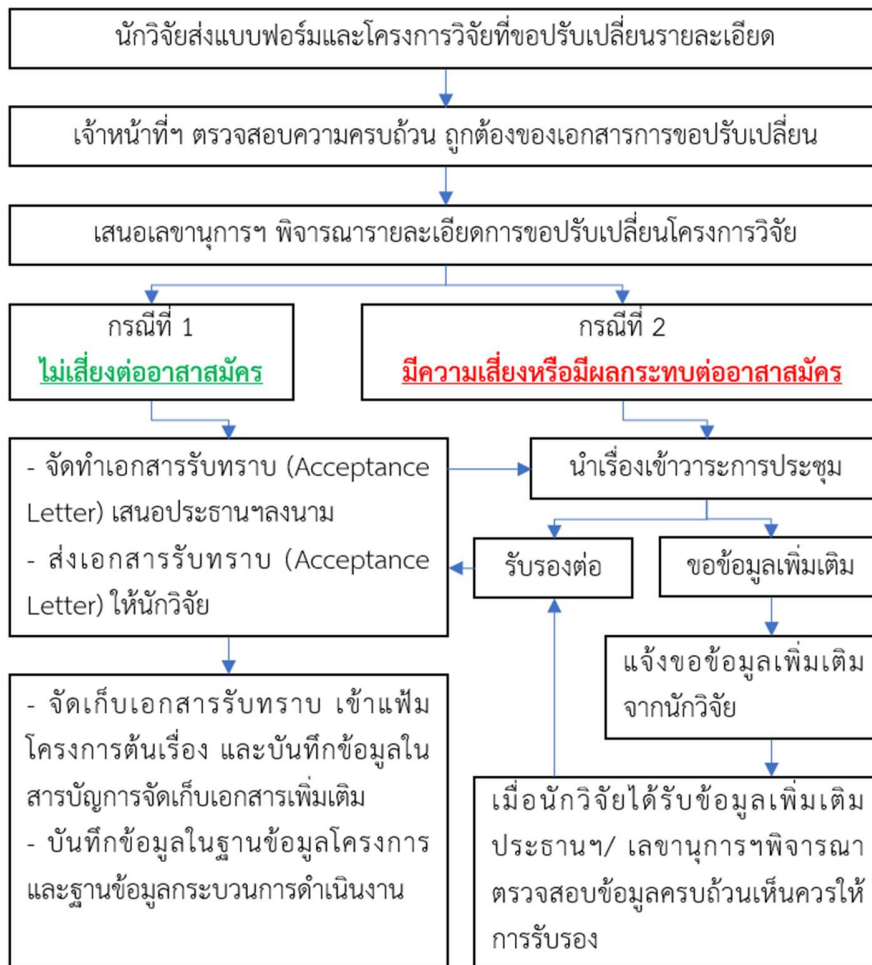 นักวิจัยส่งแบบฟอร์มและโครงการวิจัยที่ขอปรับเปลี่ยนรายละเอียด
เจ้าหน้าที่ฯ ตรวจสอบความครบถ้วน ถูกต้องของเอกสารการขอปรับเปลี่ยน
เสนอเลขานุการฯ พิจารณารายละเอียดการขอปรับเปลี่ยนโครงการวิจัย
กรณีที่ 1
ไม่เสี่ยงต่ออาสาสมัคร
กรณีที่ 2
มีความเสี่ยงหรือมีผลกระทบต่ออาสาสมัคร
- จัดทำเอกสารรับทราบ (Acceptance
Letter) เสนอประธานฯลงนาม
- ส่งเอกสารรับทราบ (Acceptance
Letter) ให้นักวิจัย
นำเรื่องเข้าวาระการประชุม
รับรองต่อ
ขอข้อมูลเพิ่มเติม
แจ้งขอข้อมูลเพิ่มเติม
จากนักวิจัย
- จัดเก็บเอกสารรับทราบ เข้าแฟ้ม
โครงการต้นเรื่อง และบันทึกข้อมูลใน
สารบัญการจัดเก็บเอกสารเพิ่มเติม
- บันทึกข้อมูลในฐานข้อมูลโครงการ
และฐานข้อมูลกระบวนการดำเนินงาน
เมื่อนักวิจัยได้รับข้อมูลเพิ่มเติม
ประธานฯ/ เลขานุการฯพิจารณา
ตรวจสอบข้อมูลครบถ้วนเห็นควรให้
การรับรอง